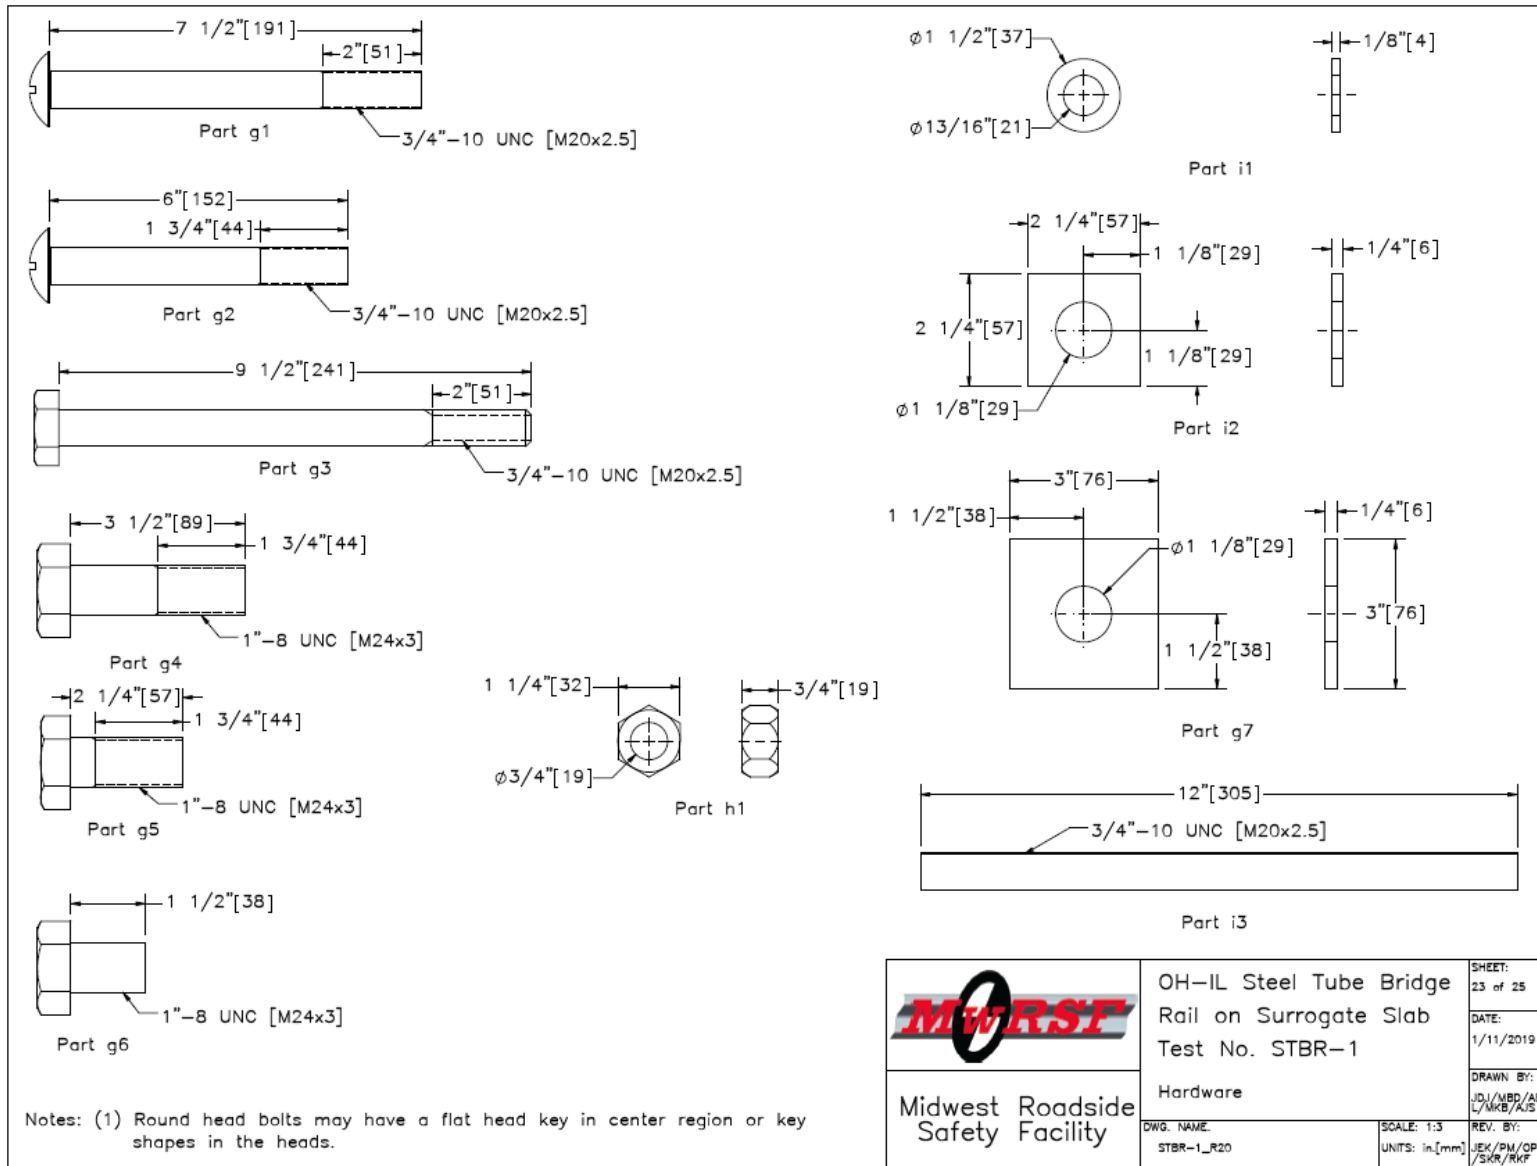 7 1/2"[191]
2"[51]
Part g1
3/4"-10 UNC [M20x2.5]
6"[152]
1 3/4"[44]
Part g2
3/4"-10 UNC [M20x2.5]
9 1/2"[241]
2"[51]
Part g3
3/4"-10 UNC [M20x2.5]
3 1/2"[89]
1 3/4"[44]
1"-8 UNC [M24x3]
Part g4
2 1/4"[57]
1 3/4"[44]
1"-8 UNC [M24x3]
Part g5
1 1/2"[38]
1"-8 UNC [M24x3]
Part g6
1 1/4"[32]
3/4"[19]
ø3/4"[19]
Part h1
ø1 1/2"[37]
1/8"[4]
ø13/16"[21]
Part i1
2 1/4"[57]
1 1/8"[29]
1/4"[6]
2 1/4"[57]
1 1/8"[29]
ø1 1/8"[29]
Part i2
3"[76]
1 1/2"[38]
1/4"[6]
ø1 1/8"[29]
3"[76]
1 1/2"[38]
Part g7
12"[305]
3/4"-10 UNC [M20x2.5]
Part i3
Notes: (1) Round head bolts may have a flat head key in center region or key
shapes in the heads.
MwRSF
Midwest Roadside
Safety Facility
OH-IL Steel Tube Bridge
Rail on Surrogate Slab
Test No. STBR-1
Hardware
DWG. NAME.
STBR-1_R20
SCALE: 1:3
UNITS: in.[mm]
SHEET:
23 of 25
DATE:
1/11/2019
DRAWN BY:
REV. BY:
JEK/PM/OP
/SKR/RKF